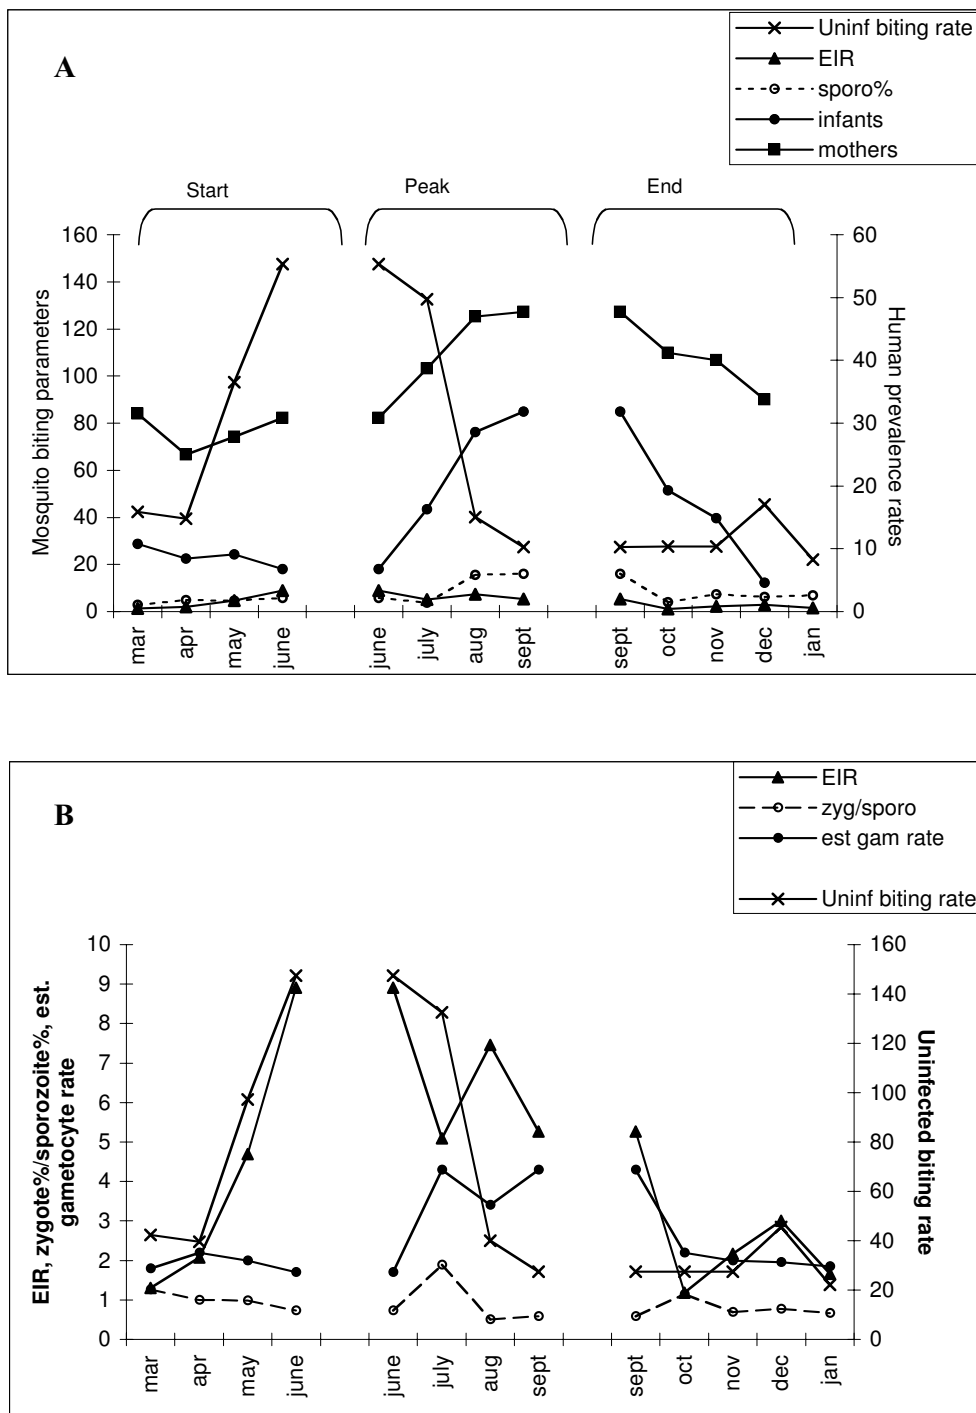 A
Uninf biting rate
EIR
sporo%
infants
mothers
Start
Peak
End
Mosquito biting parameters
160
140
120
100
80
60
40
20
0
60
50
40
30
20
10
0
Human prevalence rates
mar
apr
may
june
june
july
aug
sept
sept
oct
nov
dec
jan
B
EIR
zyg/sporo
est gam rate
Uninf biting rate
EIR, zygote%/sporozoite%, est.
gametocyte rate
10
9
8
7
6
5
4
3
2
1
0
160
140
120
100
80
60
40
20
0
Uninfected biting
rate
mar
apr
may
june
june
july
aug
sept
sept
oct
nov
dec
jan